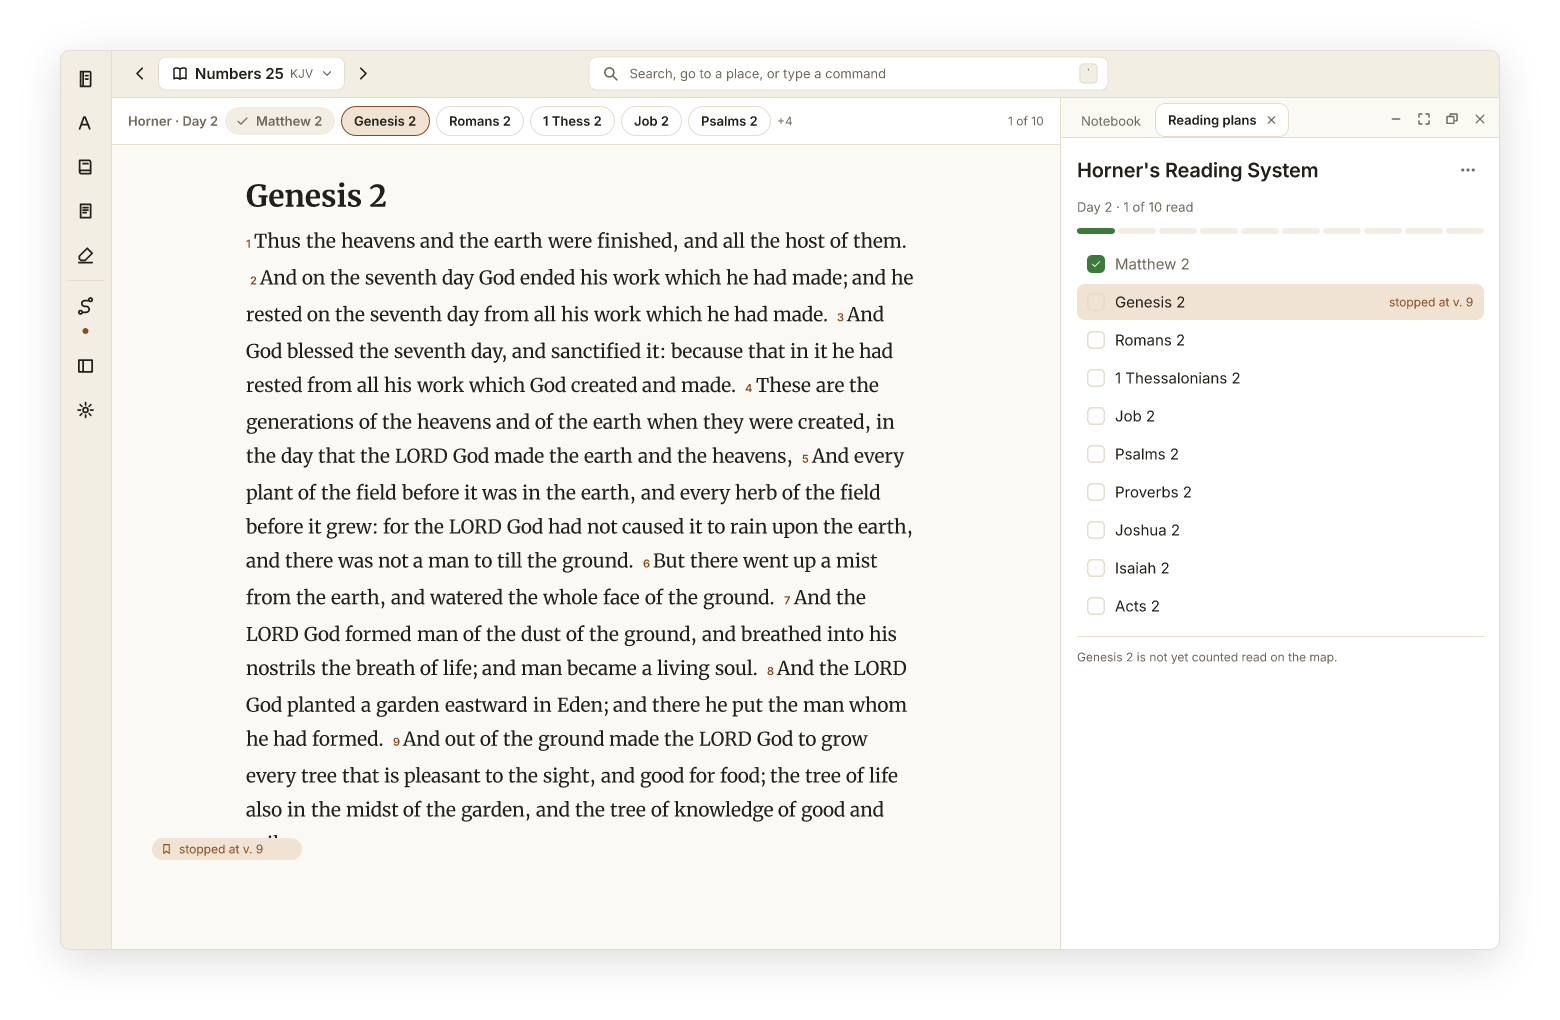 Numbers 25 KJV
Search, go to a place, or type a command
Horner · Day 2
Matthew 2
Genesis 2
Romans 2
1 Thess 2
Job 2
Psalms 2
+4
1 of 10
Genesis 2
1 Thus the heavens and the earth were finished, and all the host of them.
2 And on the seventh day God ended his work which he had made; and he
rested on the seventh day from all his work which he had made. 3 And
God blessed the seventh day, and sanctified it: because that in it he had
rested from all his work which God created and made. 4 These are the
generations of the heavens and of the earth when they were created, in
the day that the LORD God made the earth and the heavens, 5 And every
plant of the field before it was in the earth, and every herb of the field
before it grew: for the LORD God had not caused it to rain upon the earth,
and there was not a man to till the ground. 6 But there went up a mist
from the earth, and watered the whole face of the ground. 7 And the
LORD God formed man of the dust of the ground, and breathed into his
nostrils the breath of life; and man became a living soul. 8 And the LORD
God planted a garden eastward in Eden; and there he put the man whom
he had formed. 9 And out of the ground made the LORD God to grow
every tree that is pleasant to the sight, and good for food; the tree of life
also in the midst of the garden, and the tree of knowledge of good and
stopped at v. 9
Notebook
Reading plans
Horner's Reading System
Day 2 · 1 of 10 read
Matthew 2
Genesis 2
stopped at v. 9
Romans 2
1 Thessalonians 2
Job 2
Psalms 2
Proverbs 2
Joshua 2
Isaiah 2
Acts 2
Genesis 2 is not yet counted read on the map.